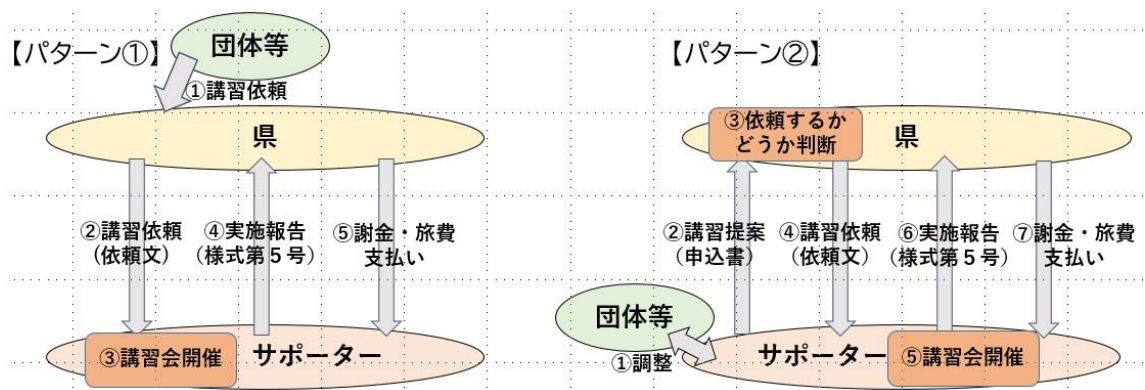 【パターン①】
団体等
①講習依頼
県
②講習依頼
(依頼文)
④実施報告
(様式第5号)
⑤謝金・旅費
支払い
③講習会開催
サポーター
【パターン②】
③依頼するか
どうか判断
県
②講習提案
(申込書)
④講習依頼
(依頼文)
⑥実施報告
(様式第5号)
⑦謝金・旅費
支払い
団体等
①調整
サポーター
⑤講習会開催